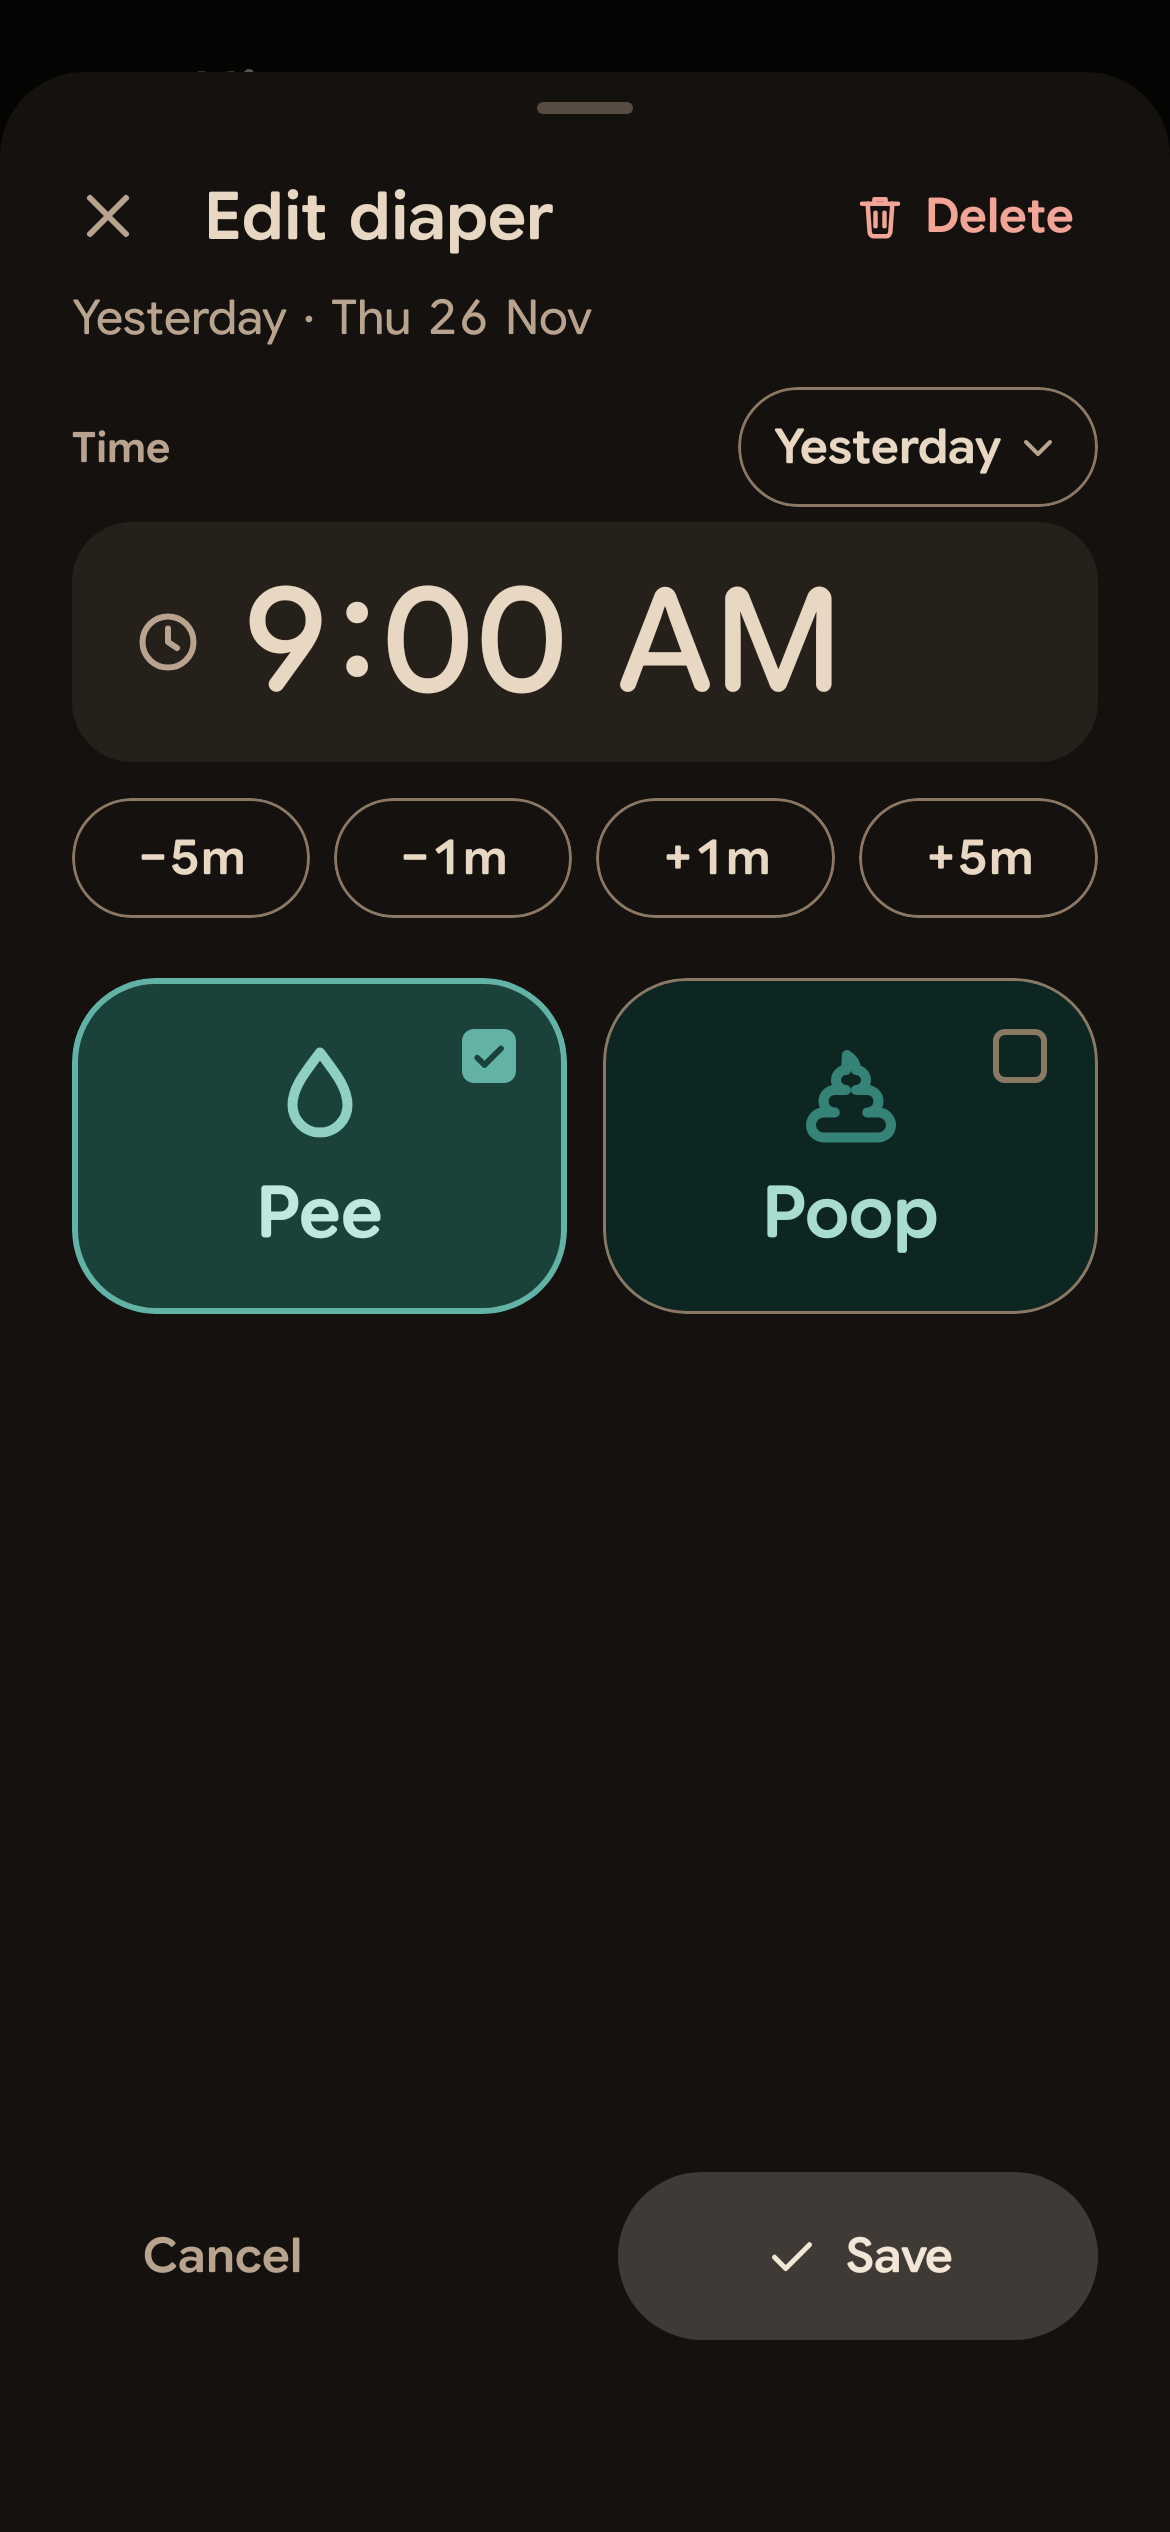 Edit diaper
Delete
Yesterday · Thu 26 Nov
Time
Yesterday
9:00 AM
−5m
−1m
+1m
+5m
Pee
Poop
Cancel
Save